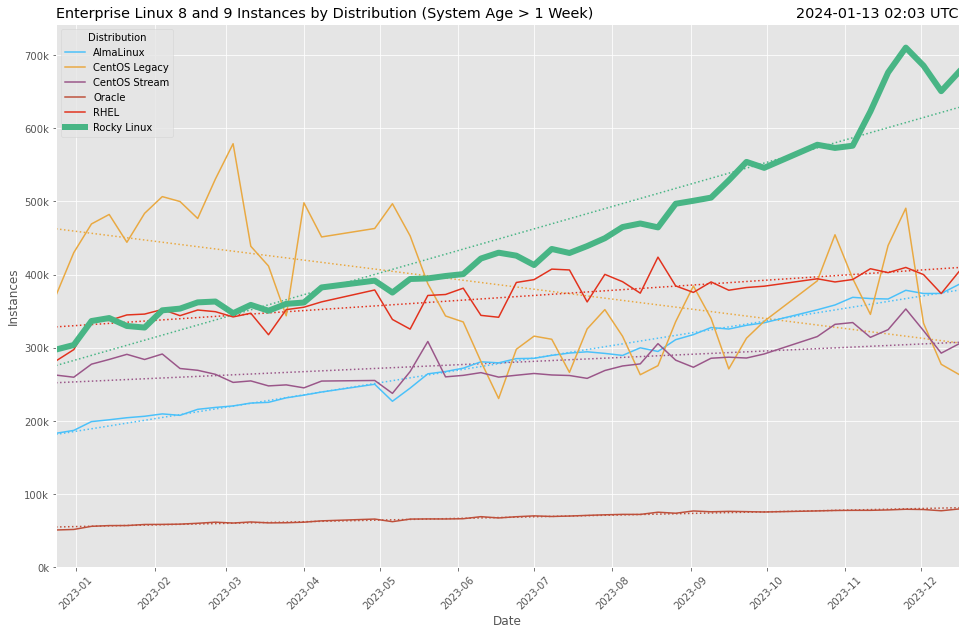 Enterprise Linux 8 and 9 Instances by Distribution (System Age > 1 Week)
2024-01-13 02:03 UTC
Distribution
AlmaLinux
CentOS Legacy
CentOS Stream
Oracle
RHEL
Rocky Linux
700k
600k
500k
400k
300k
200k
100k
0k
Instances
2023-01
2023-02
2023-03
2023-04
2023-05
2023-06
2023-07
2023-08
2023-09
2023-10
2023-11
2023-12
Date